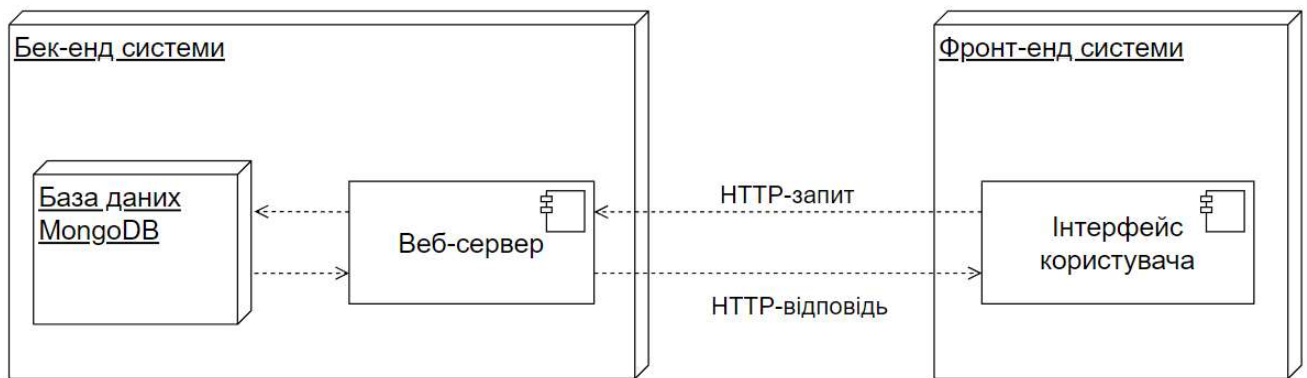 Бек-енд системи
Фронт-енд системи
База даних
MongoDB
Веб-сервер
HTTP-запит
HTTP-відповідь
Інтерфейс
користувача